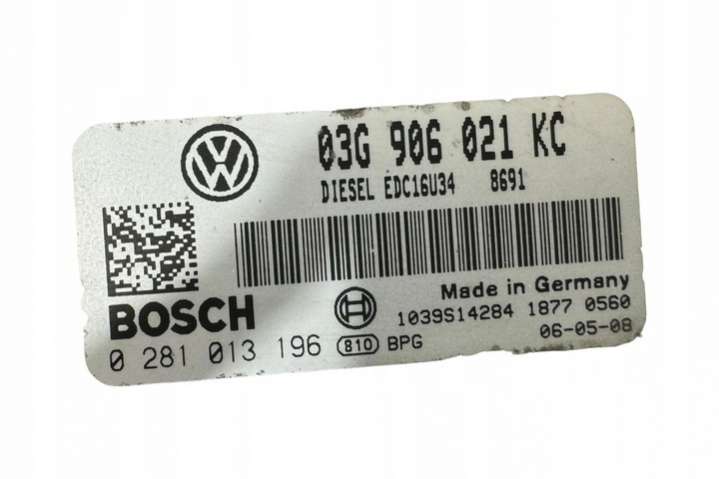 03G 906 021 KC
DIESEL EDC16U34 8691
Made in Germany
BOSCH
1039S14284 1877 0560
0 281 013 196 810 BPG
06-05-08